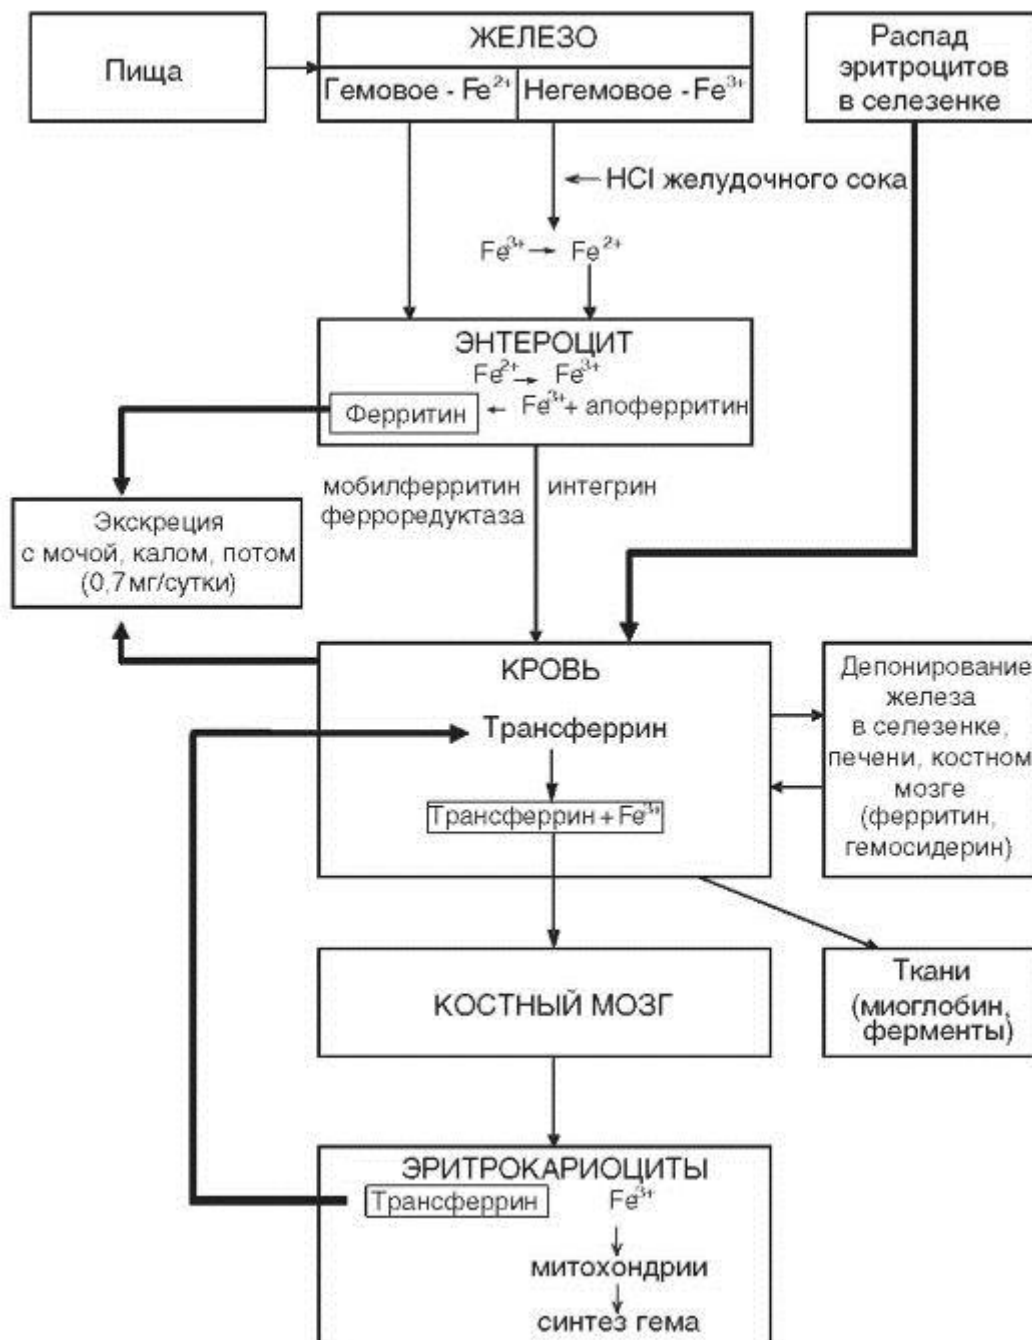 Пища
ЖЕЛЕЗО
Гемовое - Fe²⁺
Негемовое - Fe³⁺
Распад
эритроцитов
в селезенке
← HCl желудочного сока
Fe³⁺ → Fe²⁺
ЭНТЕРОЦИТ
Fe²⁺ → Fe³⁺
Ферритин ← Fe³⁺ + апоферритин
мобилферритин
ферроредуктаза
интегрин
Экскреция
с мочой, калом, потом
(0,7 мг/сутки)
КРОВЬ
Трансферрин
Трансферрин + Fe³⁺
Депонирование
железа
в селезенке,
печени, костном
мозге
(ферритин,
гемосидерин)
КОСТНЫЙ МОЗГ
Ткани
(миоглобин,
ферменты)
ЭРИТРОКАРИОЦИТЫ
Трансферрин
Fe³⁺
митохондрии
синтез гема